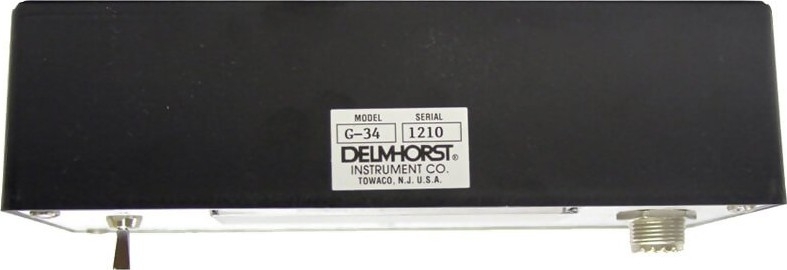 MODEL SERIAL
G-34 1210
DELMHORST®
INSTRUMENT CO.
TOWACO, N.J. U.S.A.